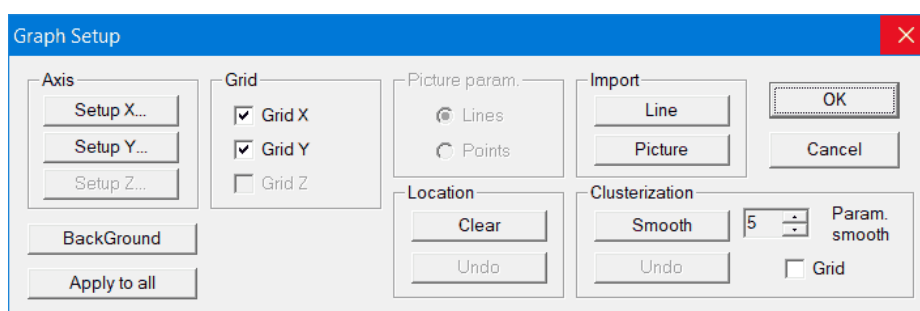 Graph Setup
Axis
Setup X...
Setup Y...
Setup Z...
BackGround
Apply to all
Grid
Grid X
Grid Y
Grid Z
Picture param.
Lines
Points
Location
Clear
Undo
Import
Line
Picture
OK
Cancel
Clusterization
Smooth
5
Param.
smooth
Undo
Grid